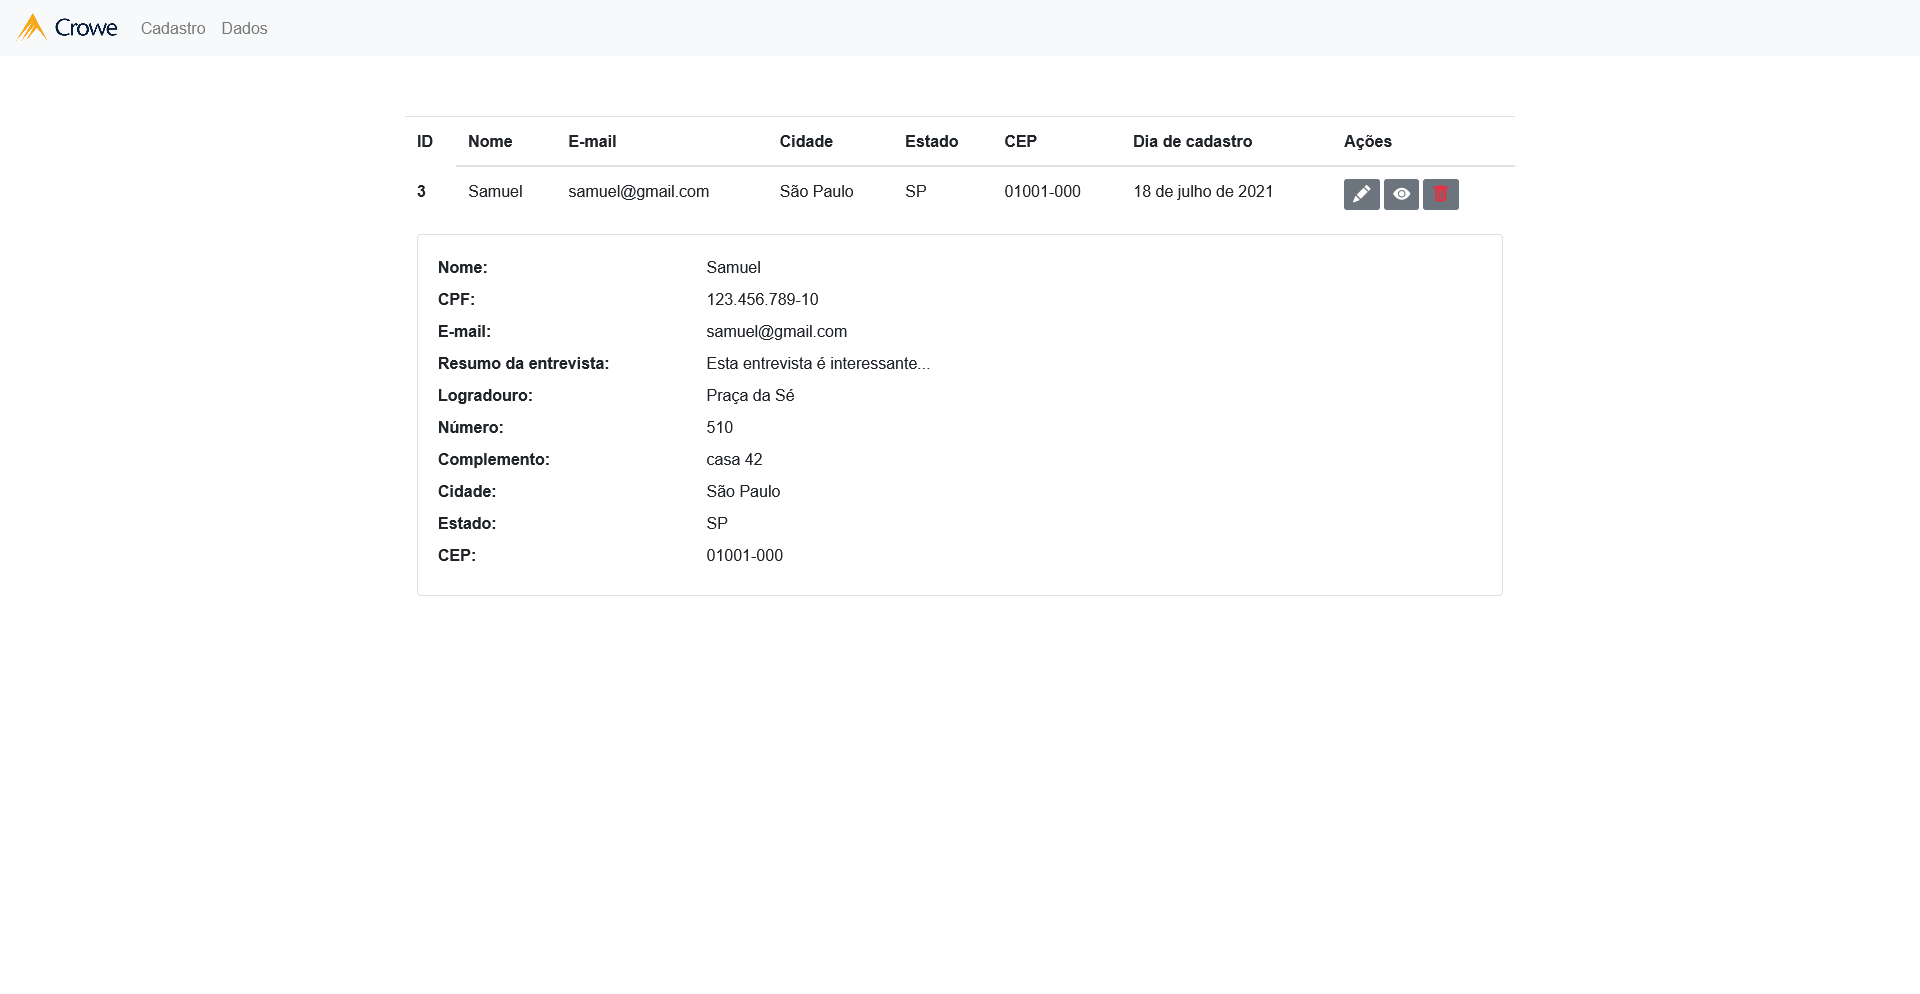 Crowe Cadastro Dados
ID Nome E-mail Cidade Estado CEP Dia de cadastro Ações
3 Samuel samuel@gmail.com São Paulo SP 01001-000 18 de julho de 2021
Nome: Samuel
CPF: 123.456.789-10
E-mail: samuel@gmail.com
Resumo da entrevista: Esta entrevista é interessante...
Logradouro: Praça da Sé
Número: 510
Complemento: casa 42
Cidade: São Paulo
Estado: SP
CEP: 01001-000